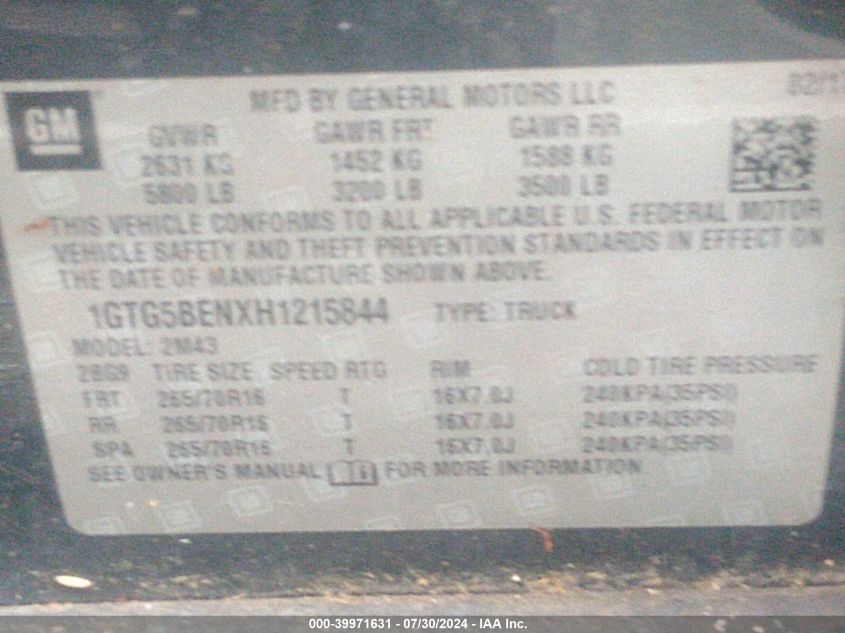 MFD BY GENERAL MOTORS LLC 02/17
GM
GVWR GAWR FRT GAWR RR
2631 KG 1452 KG 1588 KG
5800 LB 3200 LB 3500 LB
THIS VEHICLE CONFORMS TO ALL APPLICABLE U.S. FEDERAL MOTOR
VEHICLE SAFETY AND THEFT PREVENTION STANDARDS IN EFFECT ON
THE DATE OF MANUFACTURE SHOWN ABOVE.
1GTG5BENXH1215844 TYPE: TRUCK
MODEL: 2M43
28G9 TIRE SIZE SPEED RTG RIM COLD TIRE PRESSURE
FRT 265/70R16 T 16X7.0J 240KPA(35PSI)
RR 265/70R16 T 16X7.0J 240KPA(35PSI)
SPA 265/70R16 T 16X7.0J 240KPA(35PSI)
SEE OWNER'S MANUAL FOR MORE INFORMATION
000-39971631 - 07/30/2024 - IAA Inc.